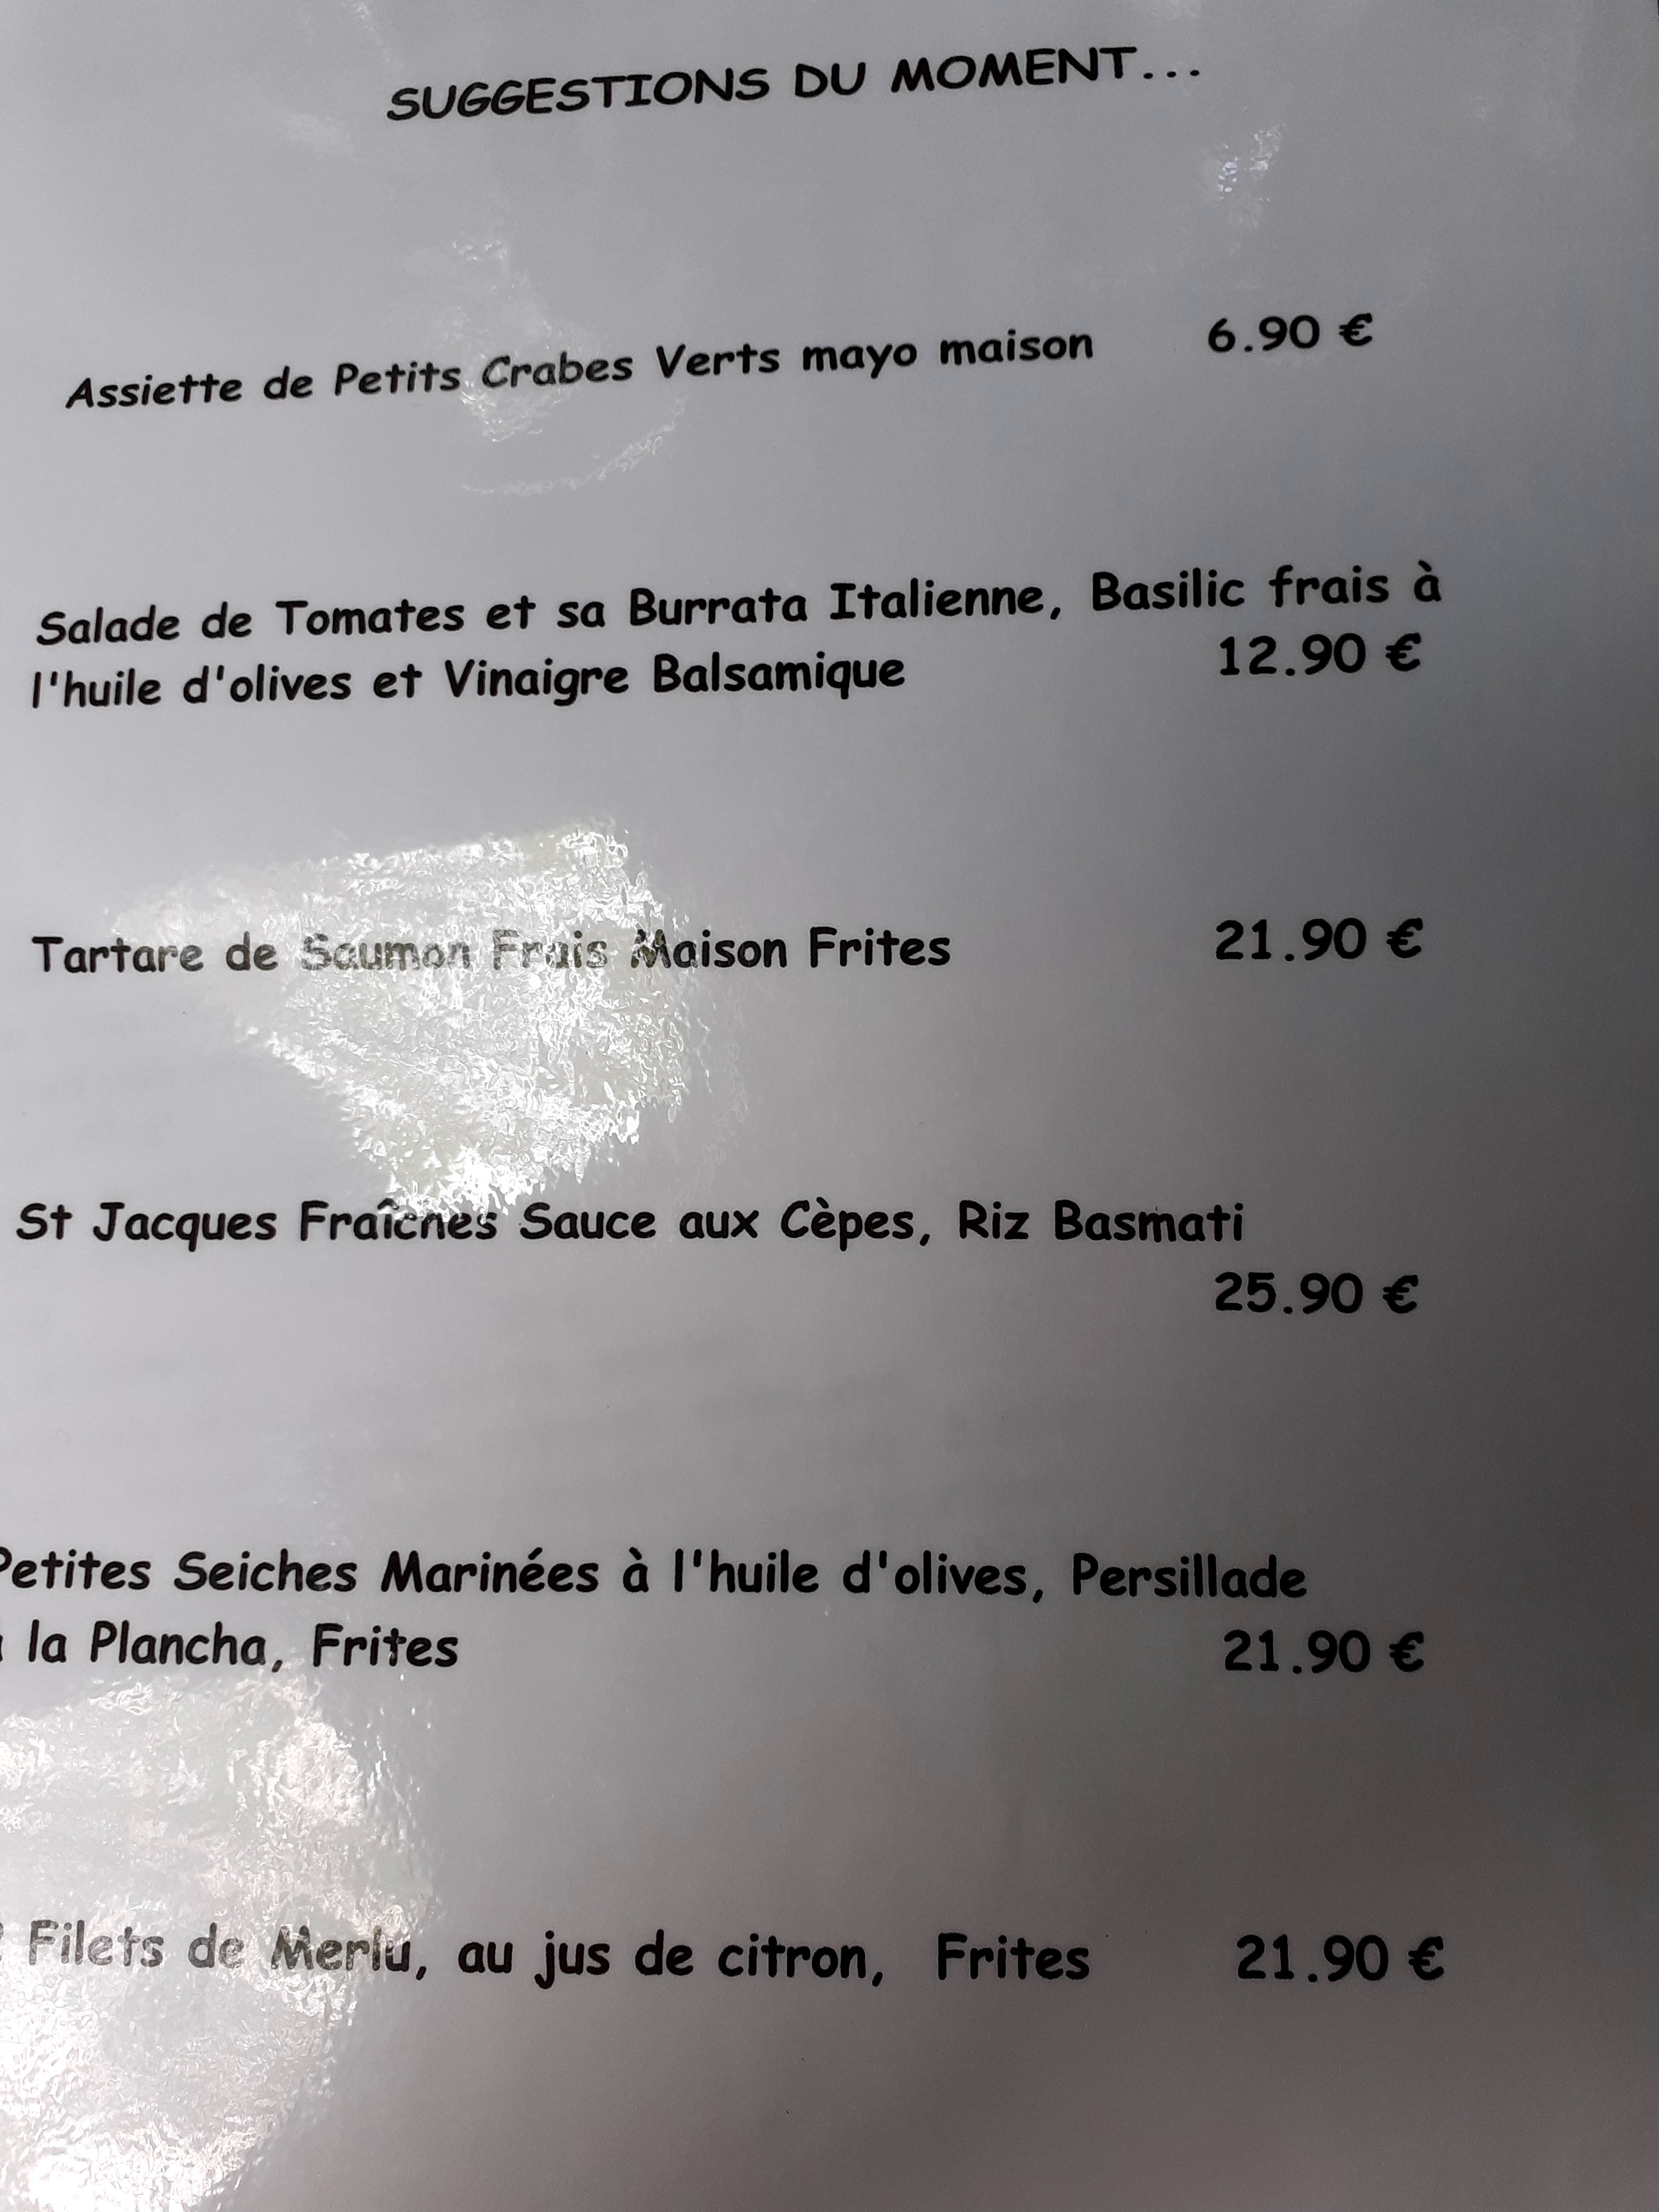 SUGGESTIONS DU MOMENT...
Assiette de Petits Crabes Verts mayo maison 6.90 €
Salade de Tomates et sa Burrata Italienne, Basilic frais à
l'huile d'olives et Vinaigre Balsamique 12.90 €
Tartare de Saumon Frais Maison Frites 21.90 €
St Jacques Fraîches Sauce aux Cèpes, Riz Basmati
25.90 €
Petites Seiches Marinées à l'huile d'olives, Persillade
la Plancha, Frites 21.90 €
Filets de Merlu, au jus de citron, Frites 21.90 €